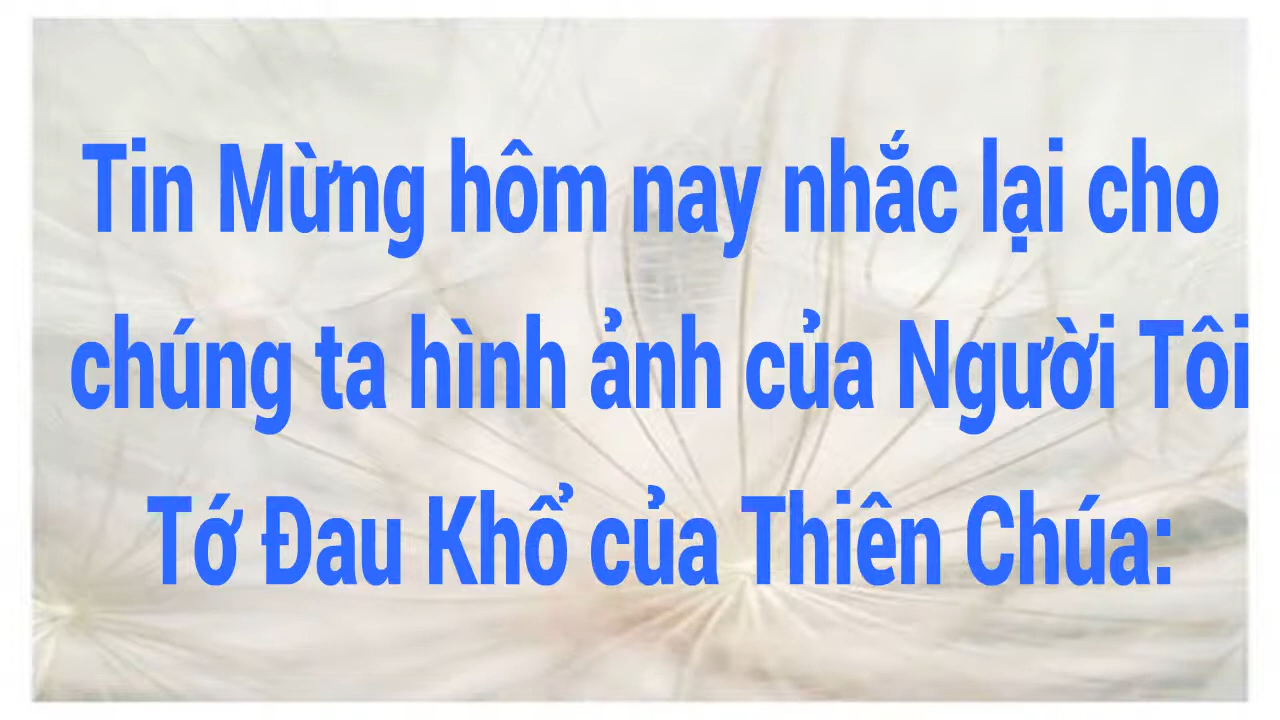 Tin Mừng hôm nay nhắc lại cho
chúng ta hình ảnh của Người Tôi
Tớ Đau Khổ của Thiên Chúa: